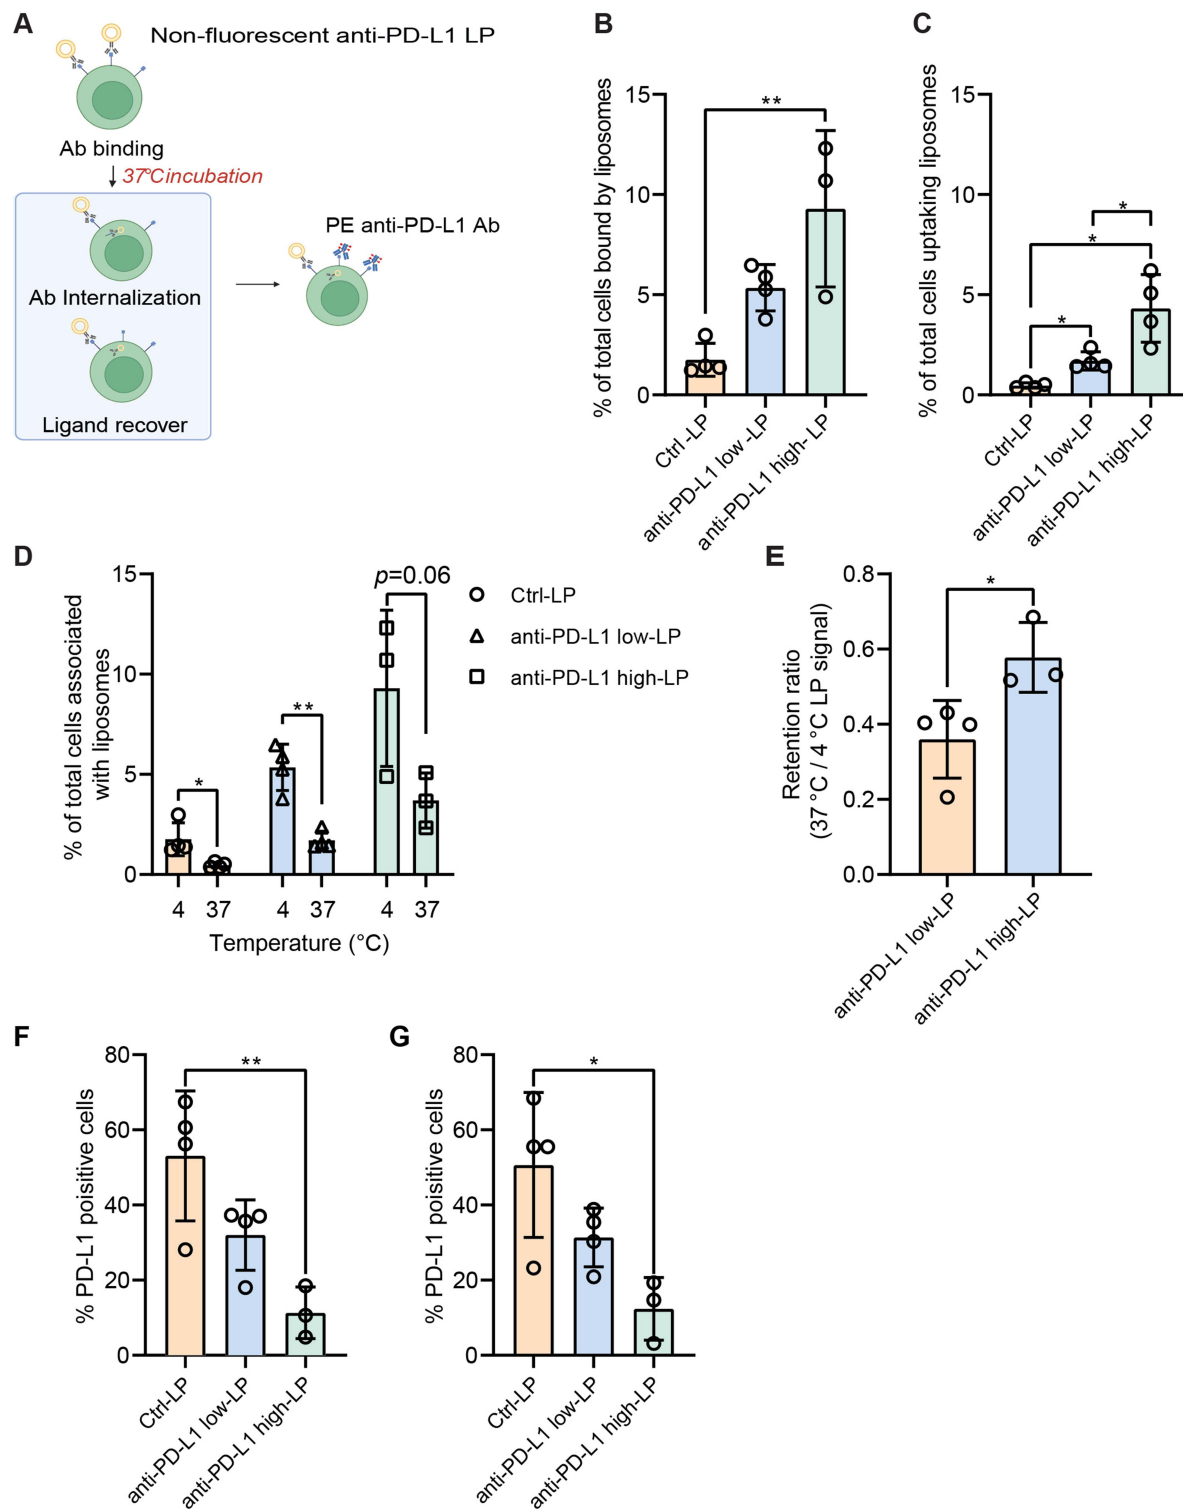 A
Non-fluorescent anti-PD-L1 LP
Ab binding
37°C incubation
Ab Internalization
Ligand recover
PE anti-PD-L1 Ab
B
% of total cells bound by liposomes
15
10
5
0
**
Ctrl-LP
anti-PD-L1 low-LP
anti-PD-L1 high-LP
C
% of total cells uptaking liposomes
15
10
5
0
*
*
*
Ctrl-LP
anti-PD-L1 low-LP
anti-PD-L1 high-LP
D
% of total cells associated
with liposomes
15
10
5
0
*
**
p=0.06
4 37 4 37 4 37
Temperature (°C)
Ctrl-LP
anti-PD-L1 low-LP
anti-PD-L1 high-LP
E
Retention ratio
(37 °C / 4 °C LP signal)
0.8
0.6
0.4
0.2
0.0
*
anti-PD-L1 low-LP
anti-PD-L1 high-LP
F
% PD-L1 poisitive cells
80
60
40
20
0
**
Ctrl-LP
anti-PD-L1 low-LP
anti-PD-L1 high-LP
G
% PD-L1 poisitive cells
80
60
40
20
0
*
Ctrl-LP
anti-PD-L1 low-LP
anti-PD-L1 high-LP